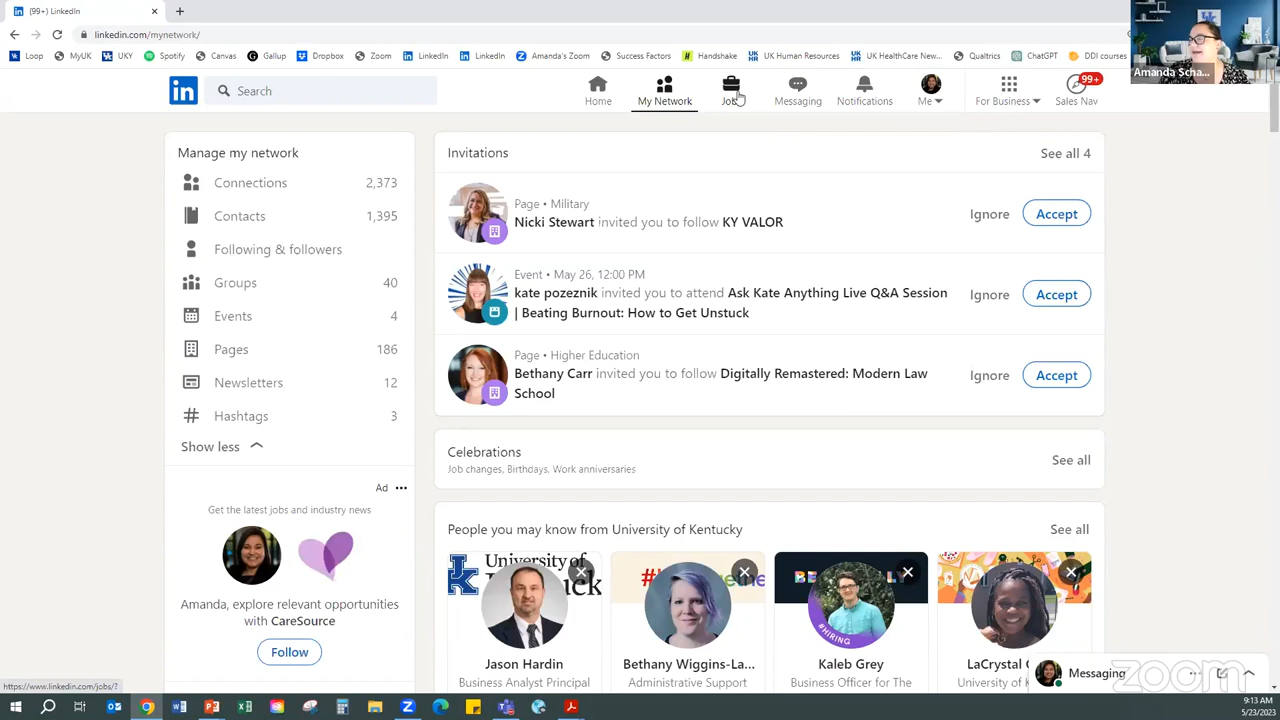 (99+) LinkedIn
linkedin.com/mynetwork/
Loop MyUK UKY Spotify Canvas Gallup Dropbox Zoom LinkedIn LinkedIn Amanda's Zoom Success Factors Handshake UK Human Resources UK HealthCare New... Qualtrics ChatGPT DDI courses
Amanda Scha...
in Search
Home My Network Jobs Messaging Notifications Me For Business Sales Nav
99+
Manage my network
Connections 2,373
Contacts 1,395
Following & followers
Groups 40
Events 4
Pages 186
Newsletters 12
Hashtags 3
Show less
Ad
Get the latest jobs and industry news
Amanda, explore relevant opportunities
with CareSource
Follow
Invitations See all 4
Page • Military
Nicki Stewart invited you to follow KY VALOR
Ignore Accept
Event • May 26, 12:00 PM
kate pozeznik invited you to attend Ask Kate Anything Live Q&A Session
| Beating Burnout: How to Get Unstuck
Ignore Accept
Page • Higher Education
Bethany Carr invited you to follow Digitally Remastered: Modern Law
School
Ignore Accept
Celebrations
Job changes, Birthdays, Work anniversaries
See all
People you may know from University of Kentucky See all
University of
#HIRING
Jason Hardin Bethany Wiggins-La... Kaleb Grey LaCrystal
Business Analyst Principal Administrative Support Business Officer for The University of
Messaging
zoom
https://www.linkedin.com/jobs/?
9:13 AM
5/23/2023